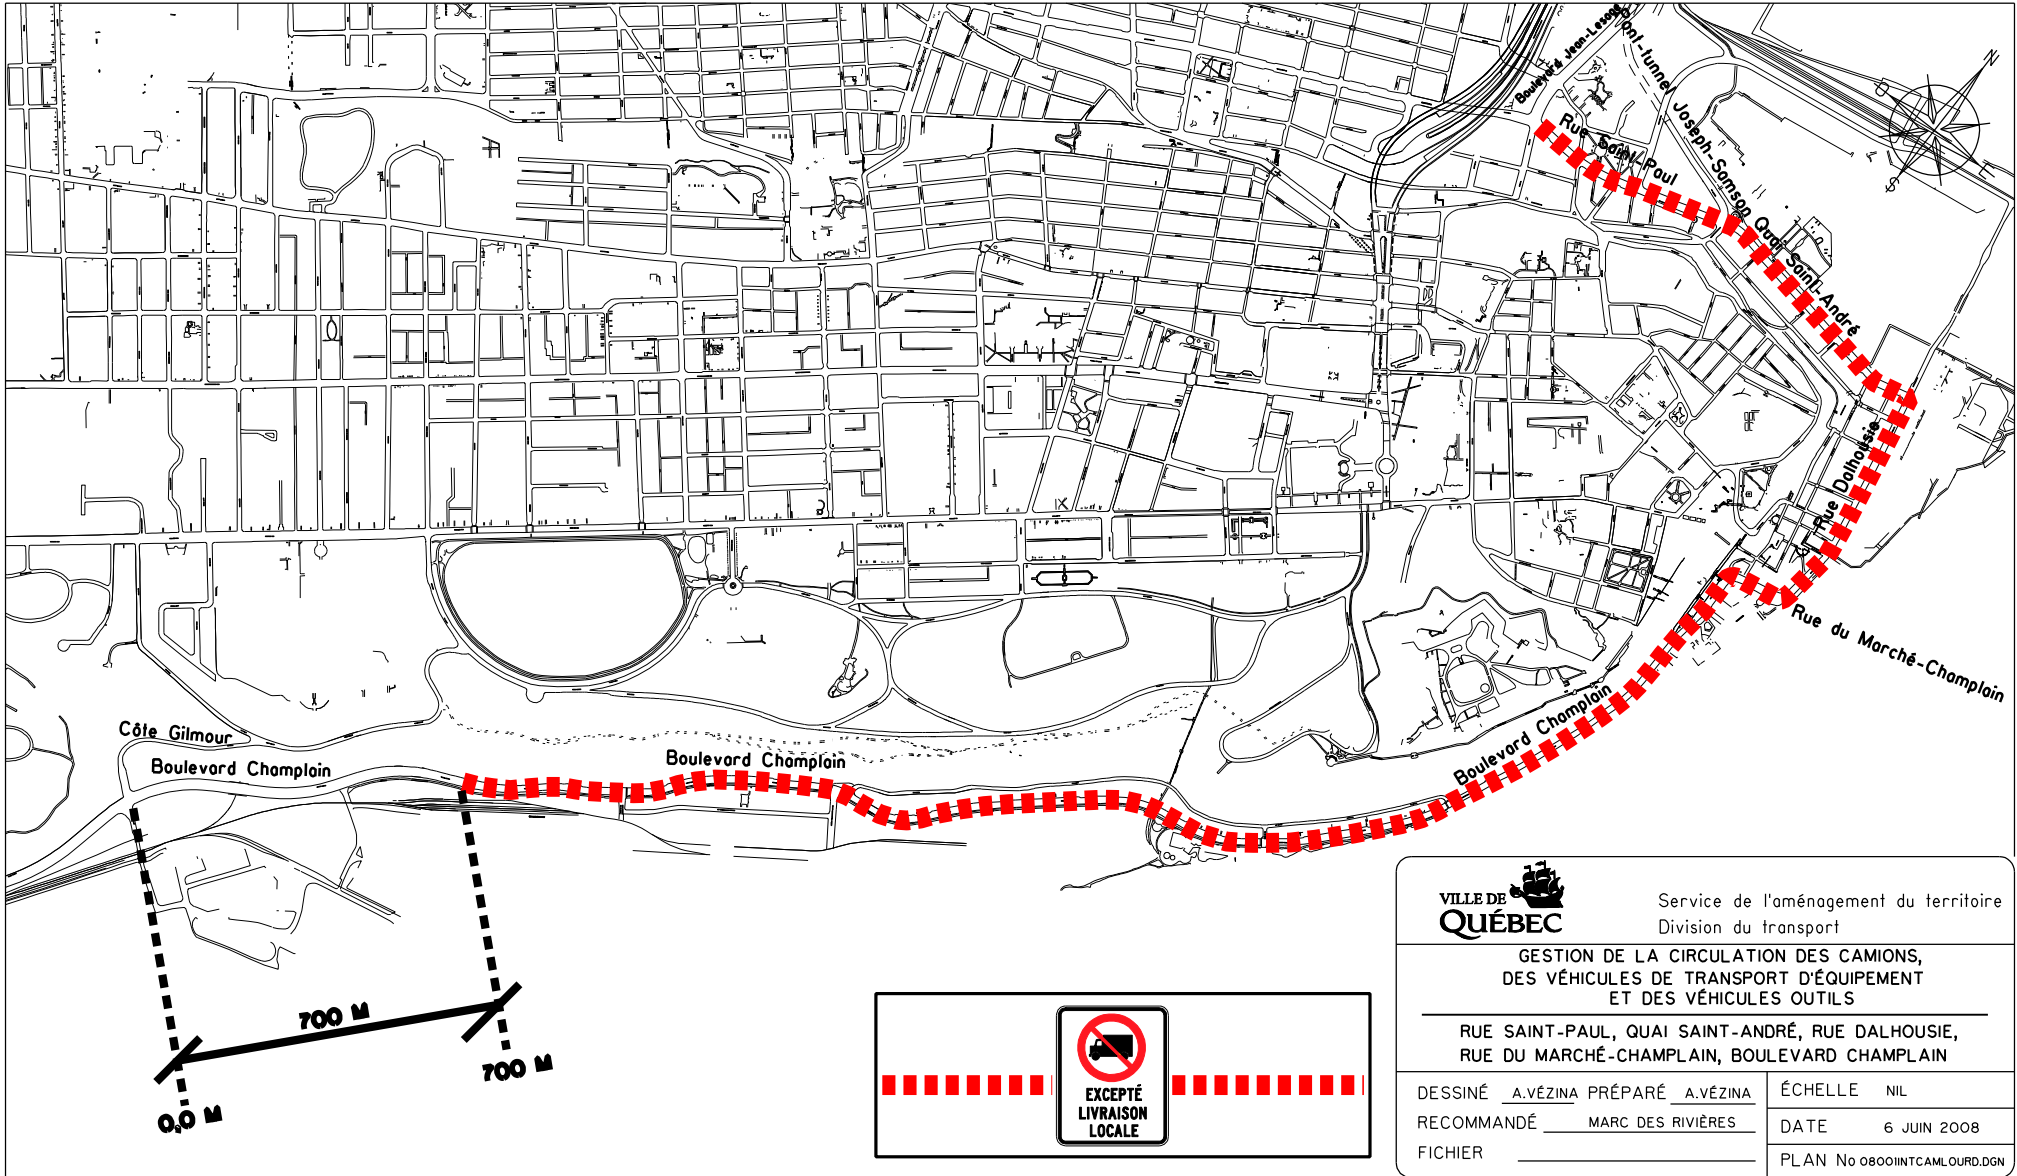 Boulevard Jean-Lesage
Pont-tunnel Joseph-Samson
Rue Saint-Paul
Quai Saint-André
Rue Dalhousie
Rue du Marché-Champlain
Boulevard Champlain
Boulevard Champlain
Côte Gilmour
Boulevard Champlain
N
O
S
700 M
700 M
0,0 M
EXCEPTÉ
LIVRAISON
LOCALE
VILLE DE
QUÉBEC
Service de l'aménagement du territoire
Division du transport
GESTION DE LA CIRCULATION DES CAMIONS,
DES VÉHICULES DE TRANSPORT D'ÉQUIPEMENT
ET DES VÉHICULES OUTILS
RUE SAINT-PAUL, QUAI SAINT-ANDRÉ, RUE DALHOUSIE,
RUE DU MARCHÉ-CHAMPLAIN, BOULEVARD CHAMPLAIN
DESSINÉ A.VÉZINA PRÉPARÉ A.VÉZINA
RECOMMANDÉ MARC DES RIVIÈRES
FICHIER
ÉCHELLE NIL
DATE 6 JUIN 2008
PLAN No 08001INTCAMLOURD.DGN